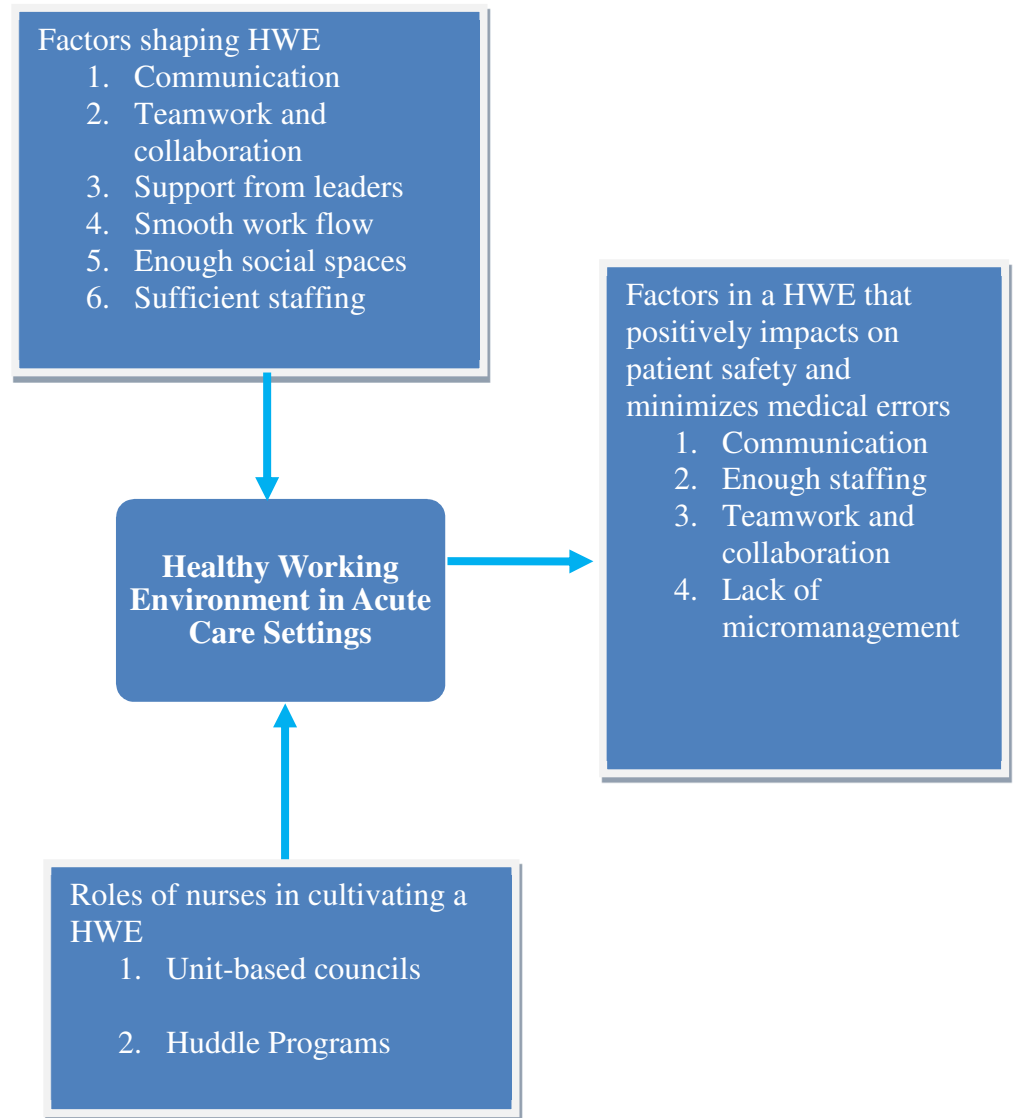 Factors shaping HWE
1. Communication
2. Teamwork and
collaboration
3. Support from leaders
4. Smooth work flow
5. Enough social spaces
6. Sufficient staffing
Factors in a HWE that
positively impacts on
patient safety and
minimizes medical errors
1. Communication
2. Enough staffing
3. Teamwork and
collaboration
4. Lack of
micromanagement
Healthy Working
Environment in Acute
Care Settings
Roles of nurses in cultivating a
HWE
1. Unit-based councils
2. Huddle Programs